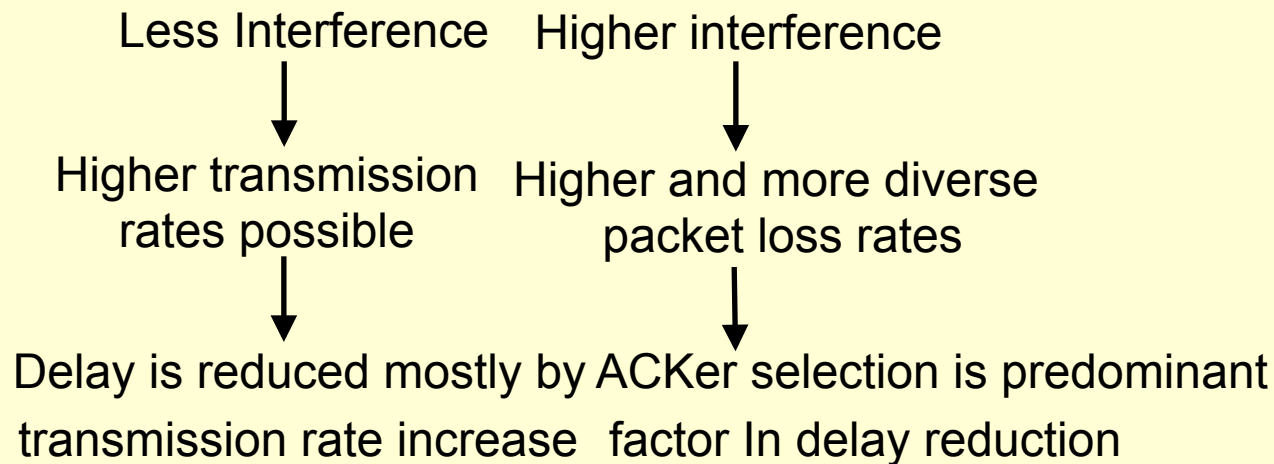 Less Interference
Higher transmission
rates possible
Delay is reduced mostly by
transmission rate increase
Higher interference
Higher and more diverse
packet loss rates
ACKer selection is predominant
factor In delay reduction